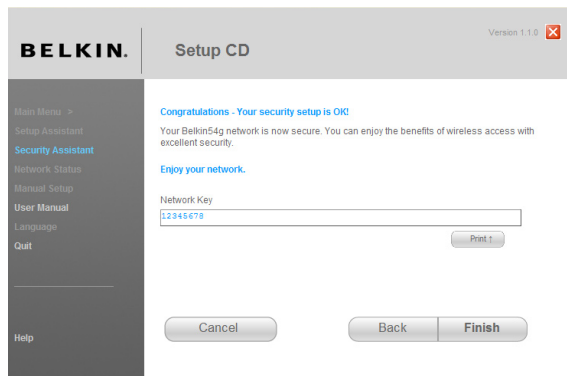 Version 1.1.0
BELKIN.
Setup CD
Main Menu >
Setup Assistant
Security Assistant
Network Status
Manual Setup
User Manual
Language
Quit
Help
Congratulations - Your security setup is OK!
Your Belkin54g network is now secure. You can enjoy the benefits of wireless access with
excellent security.
Enjoy your network.
Network Key
12345678
Print ↑
Cancel
Back
Finish